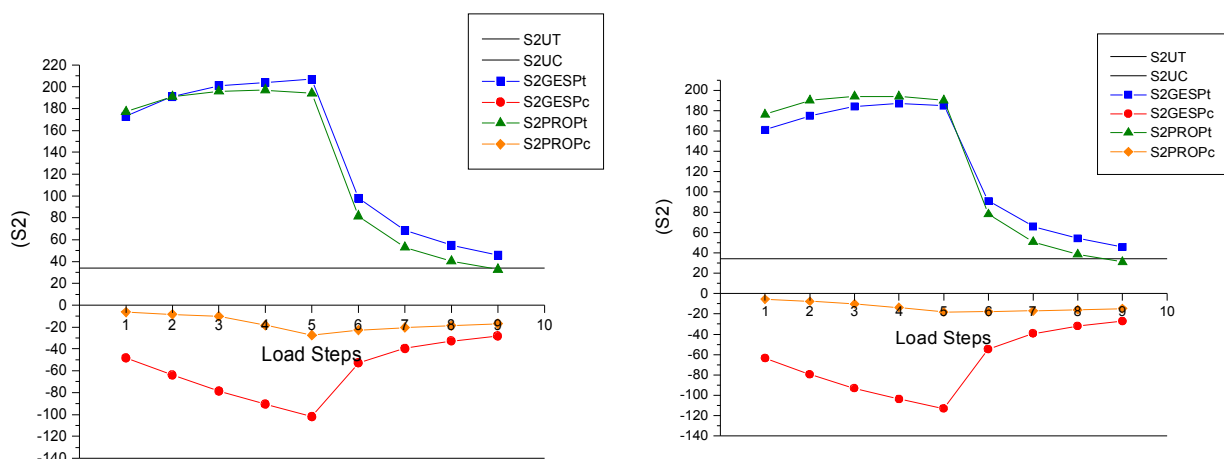 S2UT
S2UC
S2GESPt
S2GESPc
S2PROPt
S2PROPc
220
200
180
160
140
120
100
80
60
40
20
0
-20
-40
-60
-80
-100
-120
-140
(S2)
1 2 3 4 5 6 7 8 9 10
Load Steps
S2UT
S2UC
S2GESPt
S2GESPc
S2PROPt
S2PROPc
200
180
160
140
120
100
80
60
40
20
0
-20
-40
-60
-80
-100
-120
-140
(S2)
1 2 3 4 5 6 7 8 9 10
Load Steps